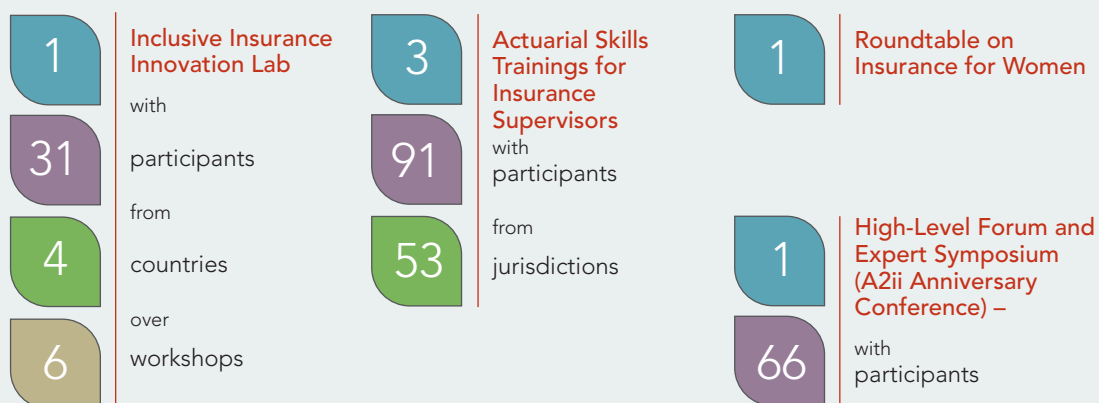 1
Inclusive Insurance
Innovation Lab
with
31
participants
from
4
countries
over
6
workshops
3
Actuarial Skills
Trainings for
Insurance
Supervisors
with
91
participants
from
53
jurisdictions
1
Roundtable on
Insurance for Women
1
High-Level Forum and
Expert Symposium
(A2ii Anniversary
Conference) –
with
66
participants